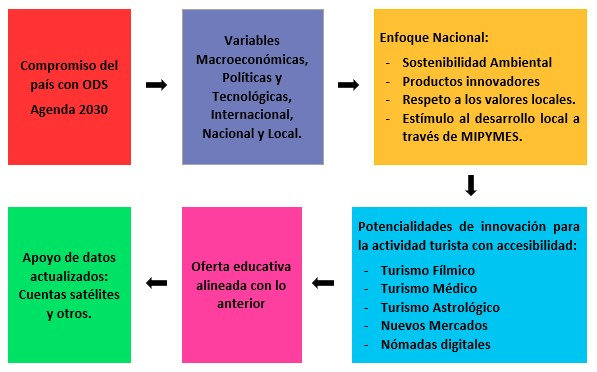 Compromiso del
país con ODS
Agenda 2030
Variables
Macroeconómicas,
Políticas y
Tecnológicas,
Internacional,
Nacional y Local.
Enfoque Nacional:
- Sostenibilidad Ambiental
- Productos innovadores
- Respeto a los valores locales.
- Estímulo al desarrollo local a
través de MIPYMES.
Potencialidades de innovación para
la actividad turista con accesibilidad:
- Turismo Fílmico
- Turismo Médico
- Turismo Astrológico
- Nuevos Mercados
- Nómadas digitales
Oferta educativa
alineada con lo
anterior
Apoyo de datos
actualizados:
Cuentas satélites
y otros.